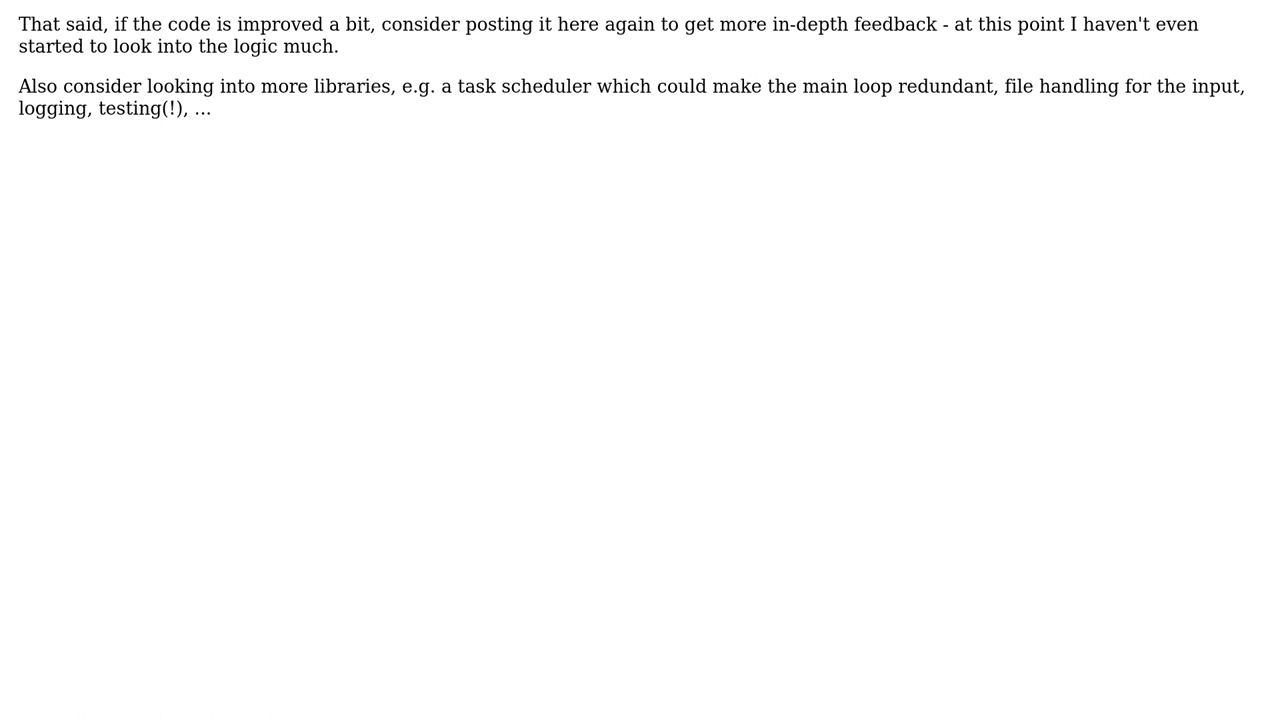 That said, if the code is improved a bit, consider posting it here again to get more in-depth feedback - at this point I haven't even
started to look into the logic much.
Also consider looking into more libraries, e.g. a task scheduler which could make the main loop redundant, file handling for the input,
logging, testing(!), ...